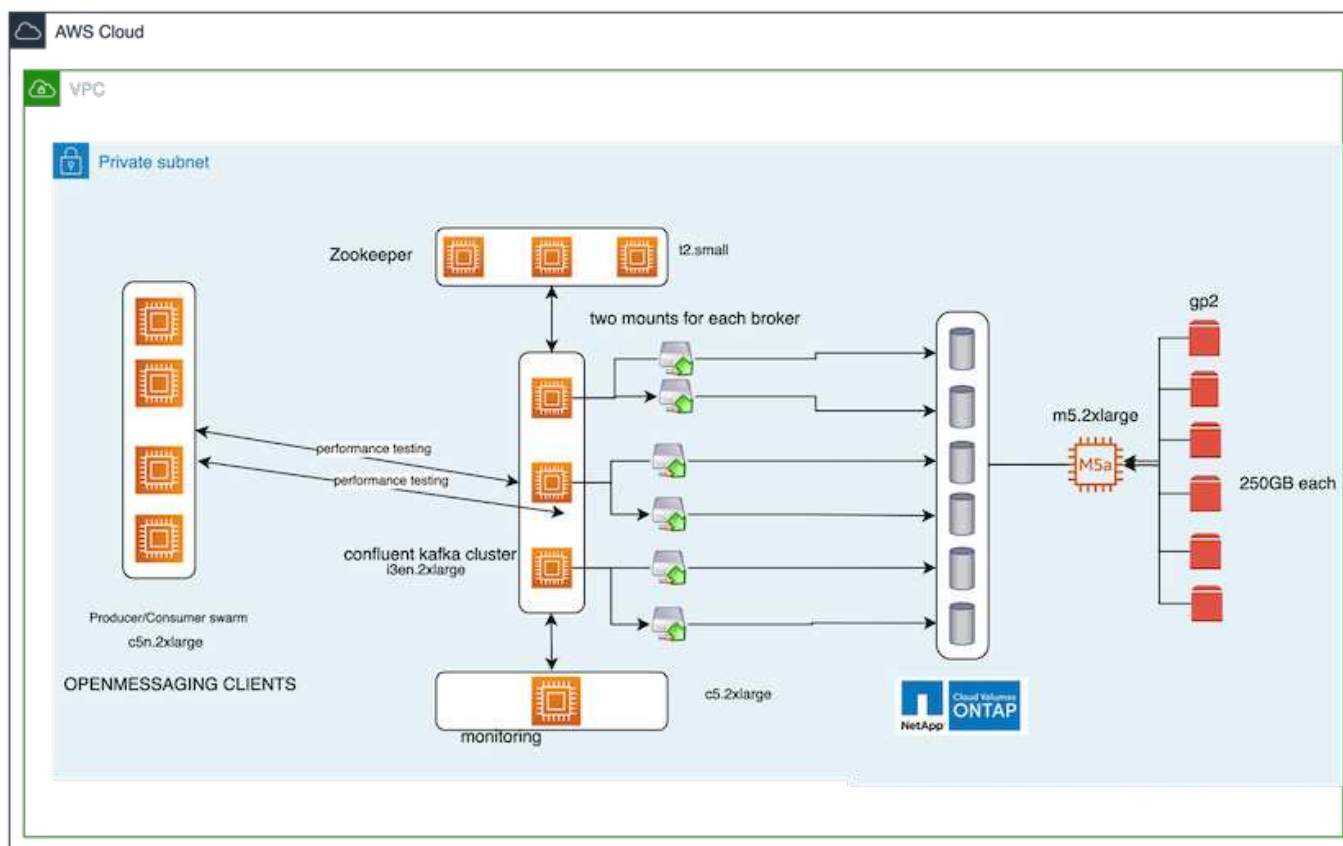 AWS Cloud
VPC
Private subnet
Zookeeper
t2.small
two mounts for each broker
gp2
m5.2xlarge
M5a
performance testing
performance testing
250GB each
confluent kafka cluster
i3en.2xlarge
Producer/Consumer swarm
c5n.2xlarge
OPENMESSAGING CLIENTS
c5.2xlarge
monitoring
NetApp
Cloud Volumes
ONTAP